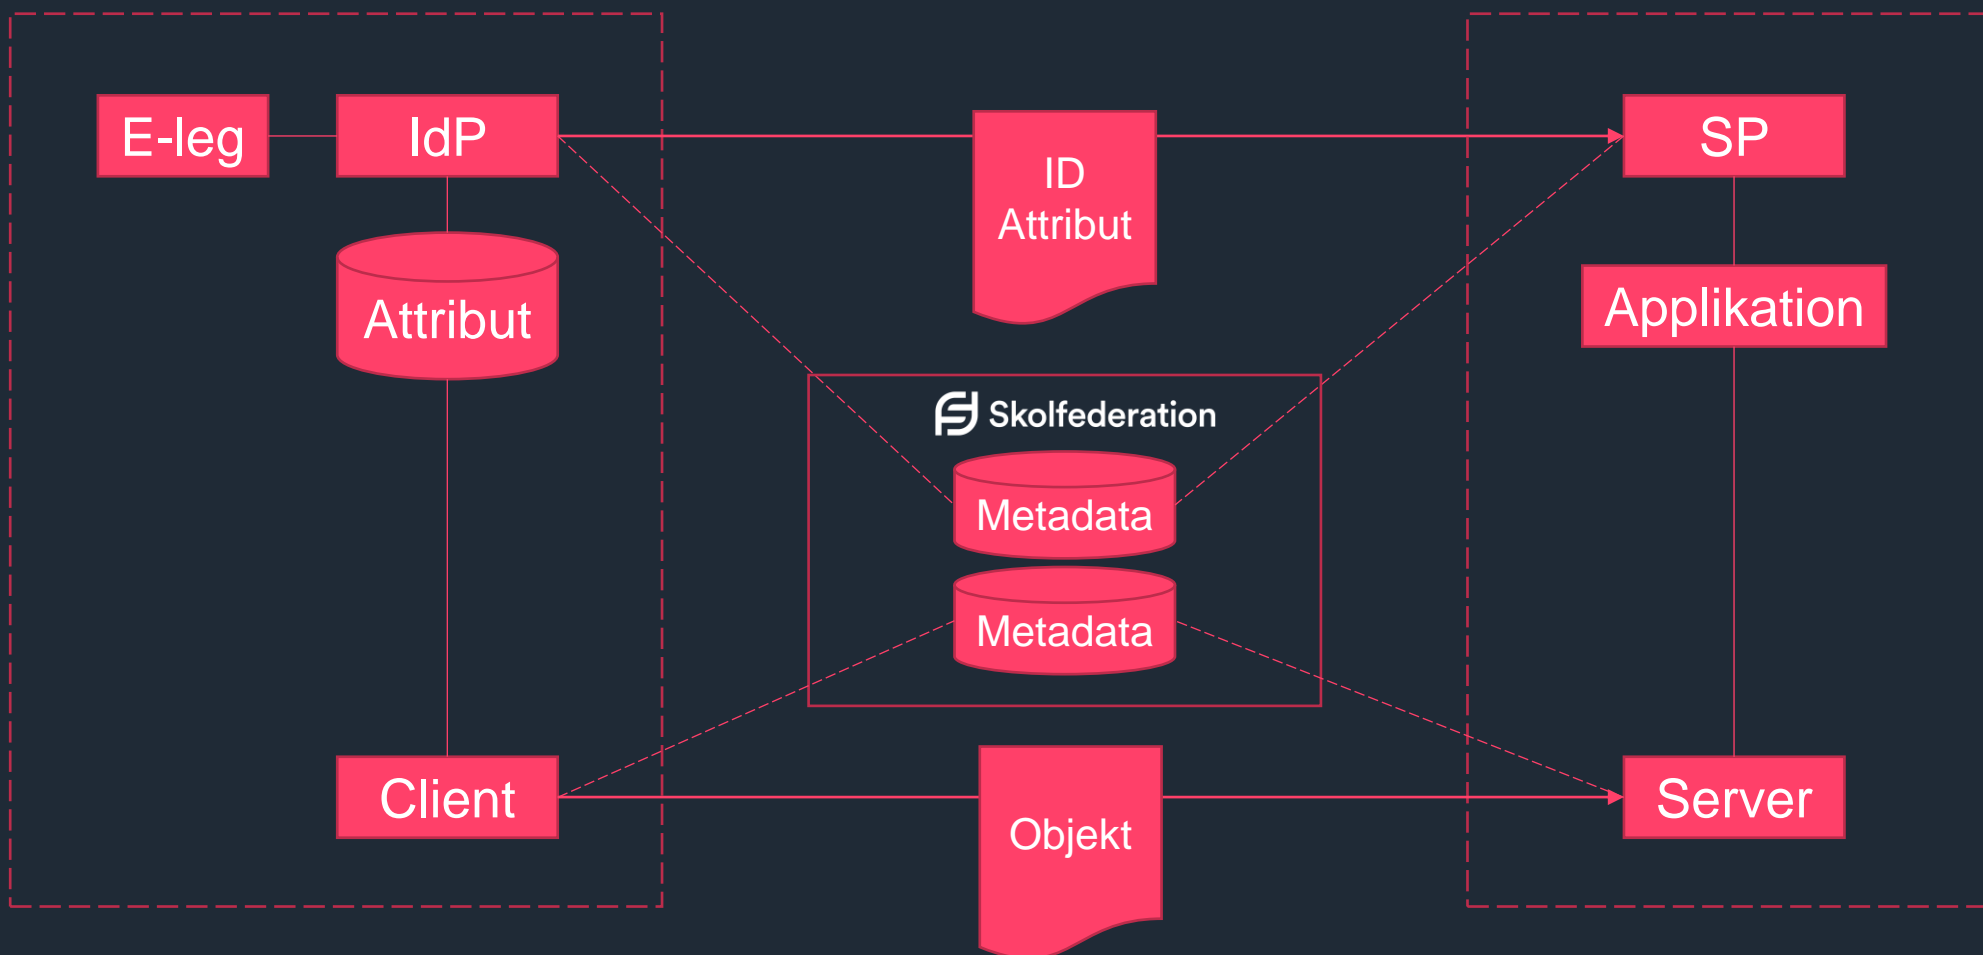 E-leg
IdP
ID
Attribut
SP
Attribut
Applikation
Skolfederation
Metadata
Metadata
Client
Objekt
Server